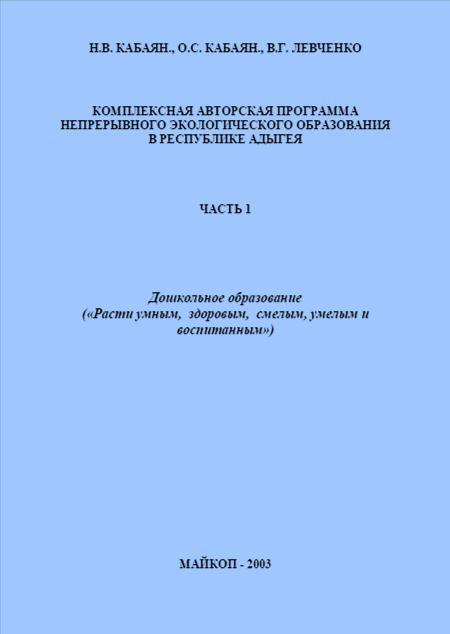 Н.В. КАБАЯН., О.С. КАБАЯН., В.Г. ЛЕВЧЕНКО
КОМПЛЕКСНАЯ АВТОРСКАЯ ПРОГРАММА
НЕПРЕРЫВНОГО ЭКОЛОГИЧЕСКОГО ОБРАЗОВАНИЯ
В РЕСПУБЛИКЕ АДЫГЕЯ
ЧАСТЬ 1
Дошкольное образование
(«Расти умным, здоровым, смелым, умелым и
воспитанным»)
МАЙКОП - 2003